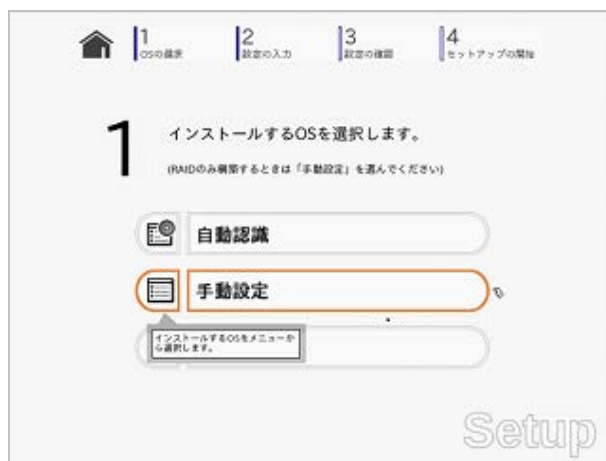 1
OSの選択
2
設定の入力
3
設定の確認
4
セットアップの開始
1
インストールするOSを選択します。
(RAIDのみ構築するときは「手動設定」を選んでください)
自動認識
手動設定
インストールするOSをメニューか
ら選択します。
Setup